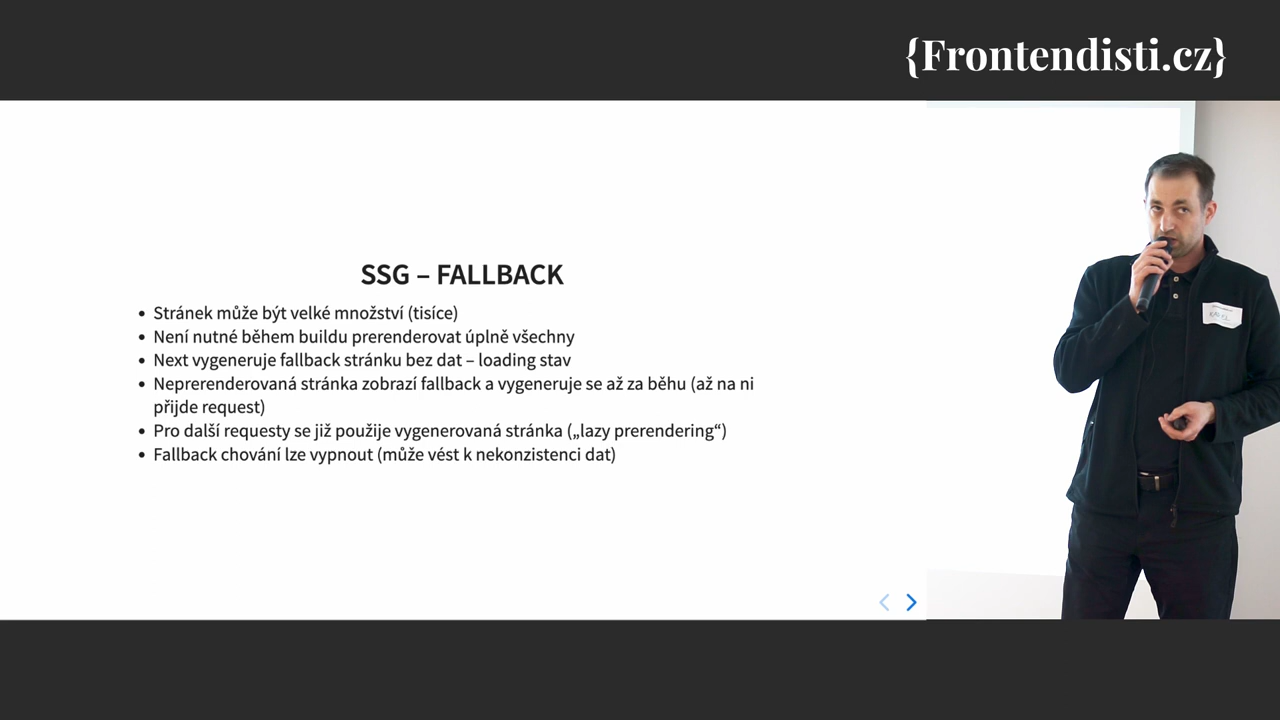 {Frontendisti.cz}
SSG – FALLBACK
• Stránek může být velké množství (tisíce)
• Není nutné během buildu prerenderovat úplně všechny
• Next vygeneruje fallback stránku bez dat – loading stav
• Neprerenderovaná stránka zobrazí fallback a vygeneruje se až za běhu (až na ni
přijde request)
• Pro další requesty se již použije vygenerovaná stránka („lazy prerendering“)
• Fallback chování lze vypnout (může vést k nekonzistenci dat)